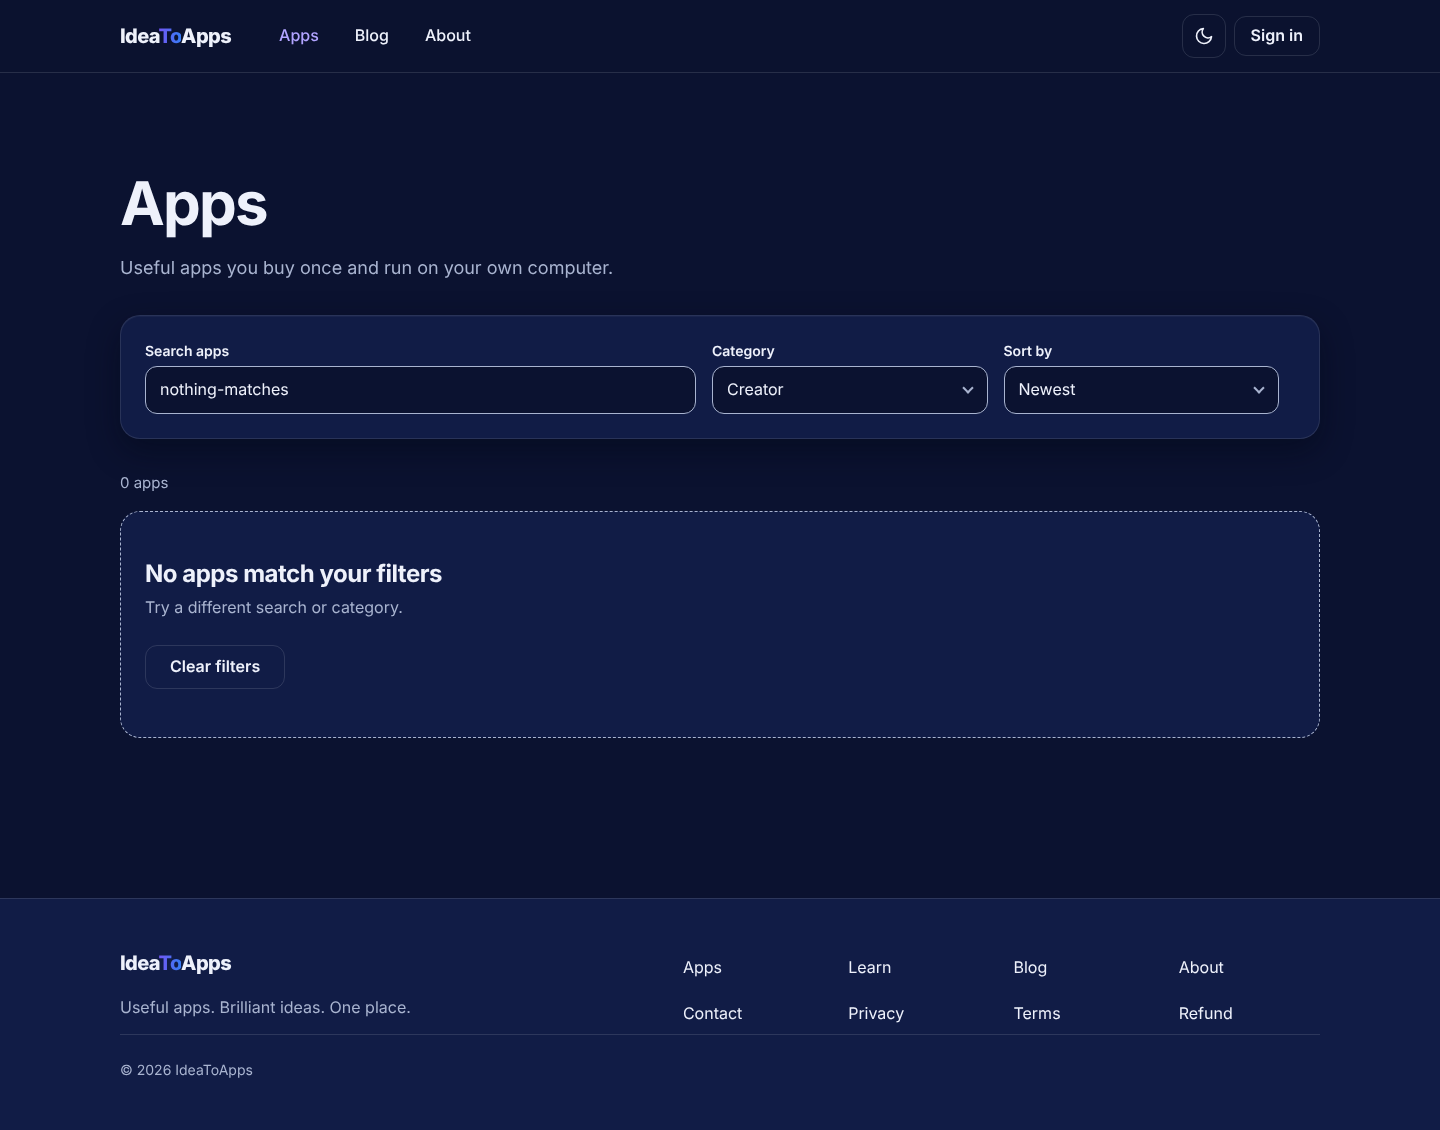 IdeaToApps Apps Blog About Sign in
Apps
Useful apps you buy once and run on your own computer.
Search apps Category Sort by
nothing-matches Creator Newest
0 apps
No apps match your filters
Try a different search or category.
Clear filters
IdeaToApps
Apps Learn Blog About
Useful apps. Brilliant ideas. One place.
Contact Privacy Terms Refund
© 2026 IdeaToApps